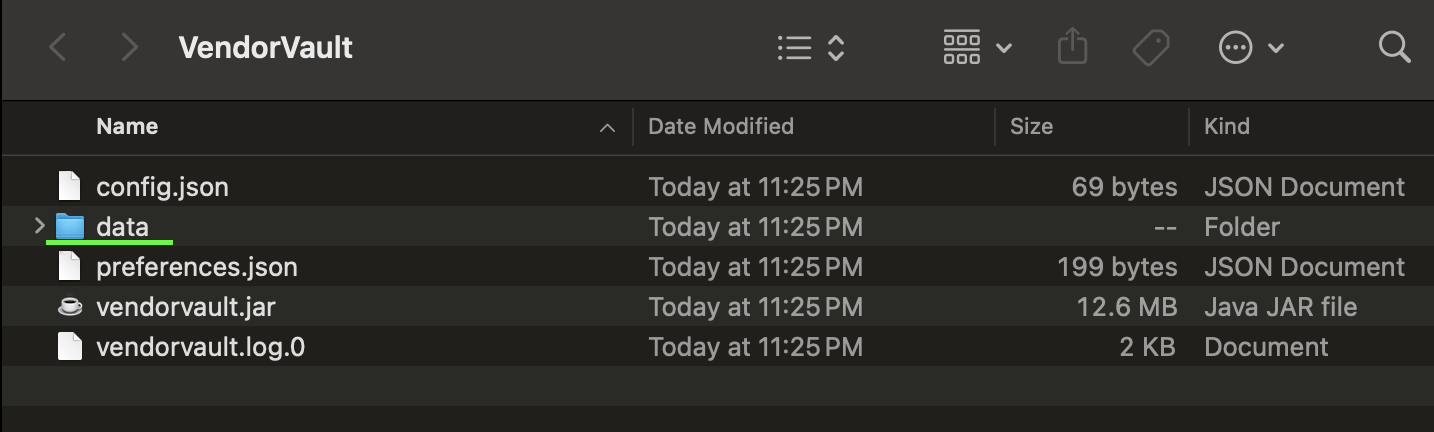 VendorVault
Name Date Modified Size Kind
config.json Today at 11:25 PM 69 bytes JSON Document
data Today at 11:25 PM -- Folder
preferences.json Today at 11:25 PM 199 bytes JSON Document
vendorvault.jar Today at 11:25 PM 12.6 MB Java JAR file
vendorvault.log.0 Today at 11:25 PM 2 KB Document